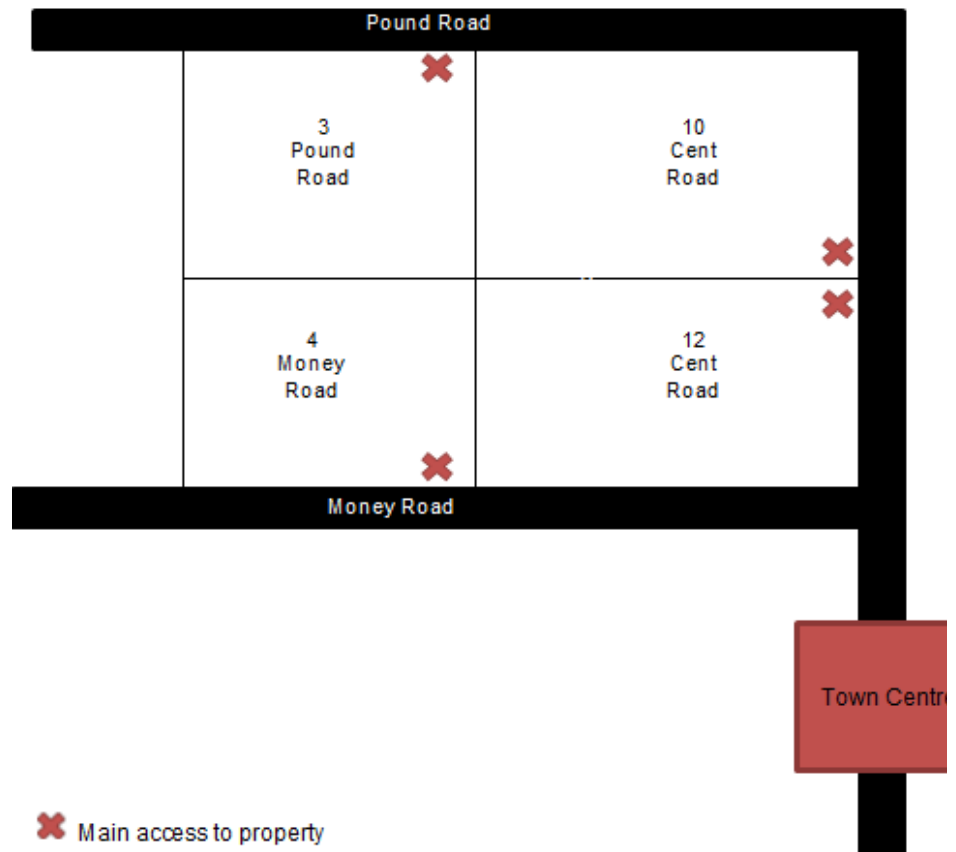 Pound Road
3
Pound
Road
10
Cent
Road
4
Money
Road
12
Cent
Road
Money Road
Town Centr
Main access to property